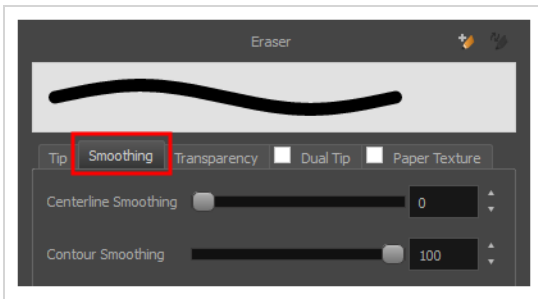 Eraser
Tip Smoothing Transparency Dual Tip Paper Texture
Centerline Smoothing 0
Contour Smoothing 100